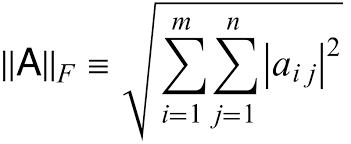 ‖A‖_F ≡ √(∑_{i=1}^{m} ∑_{j=1}^{n} |a_{ij}|²)